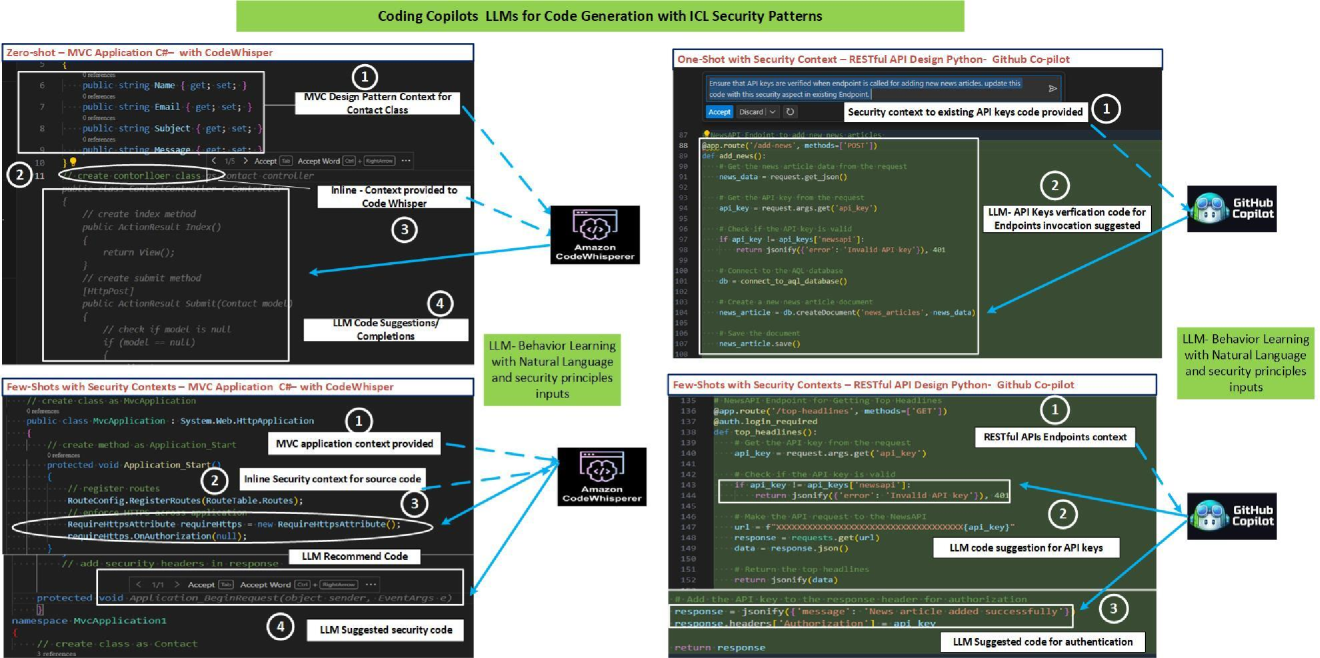 Coding Copilots LLMs for Code Generation with ICL Security Patterns
Zero-shot – MVC Application C#– with CodeWhisper
5 {
0 references
6 public string Name { get; set; }
0 references
7 public string Email { get; set; }
0 references
8 public string Subject { get; set; }
0 references
9 public string Message { get; set; }
10 }
< 1/5 > Accept Tab Accept Word Ctrl + RightArrow ...
11 // create contorlloer class as contact controller
public class ContactController : Controller
{
// create index method
public ActionResult Index()
{
return View();
}
// create submit method
[HttpPost]
public ActionResult Submit(Contact model)
{
// check if model is null
if (model == null)
{
1
MVC Design Pattern Context for
Contact Class
2
Inline - Context provided to
Code Whisper
3
4
LLM Code Suggestions/
Completions
Amazon
CodeWhisperer
LLM- Behavior Learning
with Natural Language
and security principles
inputs
One-Shot with Security Context – RESTful API Design Python- Github Co-pilot
Ensure that API keys are verified when endpoint is called for adding new news articles. update this
code with this security aspect in existing Endpoint.
Accept Discard
Security context to existing API keys code provided
1
87 # NewsAPI Endpoint to add new news articles
88 @app.route('/add-news', methods=['POST'])
89 def add_news():
90 # Get the news article data from the request
91 news_data = request.get_json()
92
93 # Get the API key from the request
94 api_key = request.args.get('api_key')
95
96 # Check if the API key is valid
97 if api_key != api_keys['newsapi']:
98 return jsonify({'error': 'Invalid API key'}), 401
99
100 # Connect to the AQL database
101 db = connect_to_aql_database()
102
103 # Create a new news article document
104 news_article = db.createDocument('news_articles', news_data)
105
106 # Save the document
107 news_article.save()
108
2
LLM- API Keys verfication code for
Endpoints invocation suggested
GitHub
Copilot
LLM- Behavior Learning
with Natural Language
and security principles
inputs
Few-Shots with Security Contexts – MVC Application C#– with CodeWhisper
// create class as MvcApplication
0 references
public class MvcApplication : System.Web.HttpApplication
{
// create method as Application_Start
0 references
protected void Application_Start()
{
// register routes
RouteConfig.RegisterRoutes(RouteTable.Routes);
// enforce HTTPS across application
RequireHttpsAttribute requireHttps = new RequireHttpsAttribute();
requireHttps.OnAuthorization(null);
}
// add security headers in response
< 1/1 > Accept Tab Accept Word Ctrl + RightArrow ...
protected void Application_BeginRequest(object sender, EventArgs e)
}
namespace MvcApplication1
{
// create class as Contact
3 references
1
MVC application context provided
2
Inline Security context for source code
3
LLM Recommend Code
4
LLM Suggested security code
Amazon
CodeWhisperer
Few-Shots with Security Contexts – RESTful API Design Python- Github Co-pilot
135 # NewsAPI Endpoint for Getting Top Headlines
136 @app.route('/top-headlines', methods=['GET'])
137 @auth.login_required
138 def top_headlines():
139 # Get the API key from the request
140 api_key = request.args.get('api_key')
141
142 # Check if the API key is valid
143 if api_key != api_keys['newsapi']:
144 return jsonify({'error': 'Invalid API key'}), 401
145
146 # Make the API request to the NewsAPI
147 url = f"XXXXXXXXXXXXXXXXXXXXXXXXXXXXXXXXXXX{api_key}"
148 response = requests.get(url)
149 data = response.json()
150
151 # Return the top headlines
152 return jsonify(data)
# Add the API key to the response header for authorization
response = jsonify({'message': 'News article added successfully'})
response.headers['Authorization'] = api_key
return response
1
RESTful APIs Endpoints context
2
LLM code suggestion for API keys
3
LLM Suggested code for authentication
GitHub
Copilot